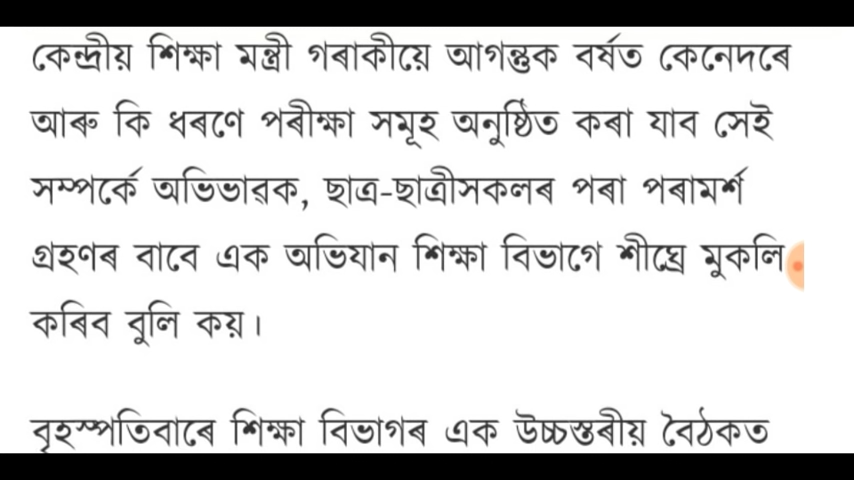 কেন্দ্ৰীয় শিক্ষা মন্ত্ৰী গৰাকীয়ে আগন্তুক বৰ্ষত কেনেদৰে
আৰু কি ধৰণে পৰীক্ষা সমূহ অনুষ্ঠিত কৰা যাব সেই
সম্পৰ্কে অভিভাৱক, ছাত্ৰ-ছাত্ৰীসকলৰ পৰা পৰামৰ্শ
গ্ৰহণৰ বাবে এক অভিযান শিক্ষা বিভাগে শীঘ্ৰে মুকলি
কৰিব বুলি কয়।
বৃহস্পতিবাৰে শিক্ষা বিভাগৰ এক উচ্চস্তৰীয় বৈঠকত